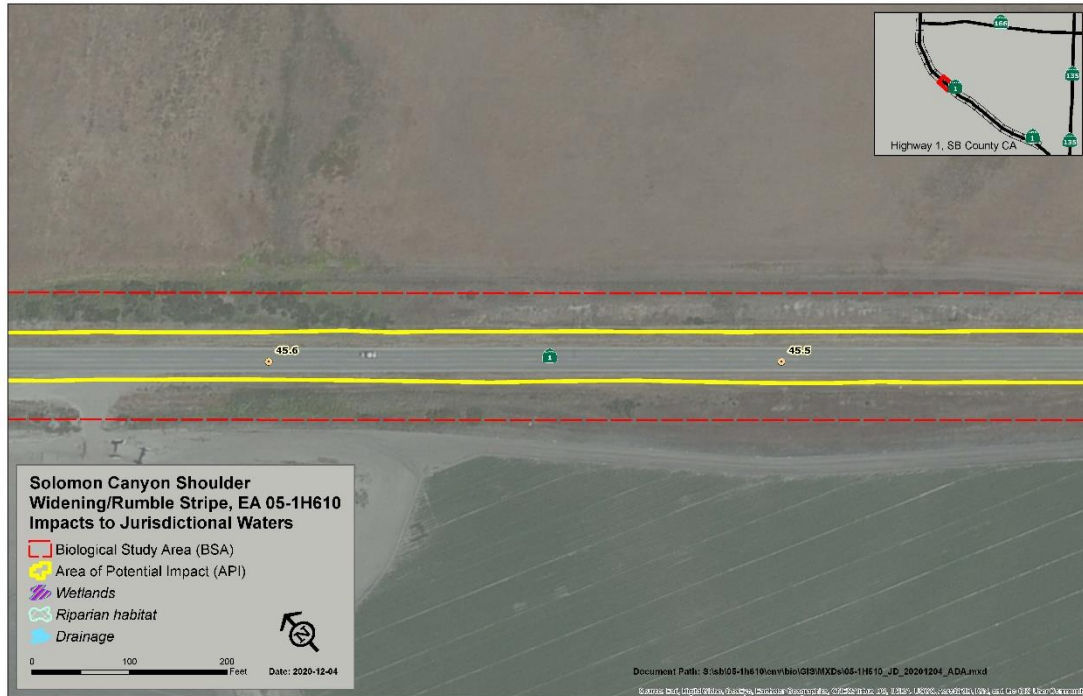 166
135
1
1
135
Highway 1, SB County CA
45.6
1
45.5
Solomon Canyon Shoulder
Widening/Rumble Stripe, EA 05-1H610
Impacts to Jurisdictional Waters
Biological Study Area (BSA)
Area of Potential Impact (API)
Wetlands
Riparian habitat
Drainage
N
0 100 200
Feet Date: 2020-12-04
Document Path: S:\sb\05-1h610\env\bio\GIS\MXDs\05-1H610_JD_20201204_ADA.mxd